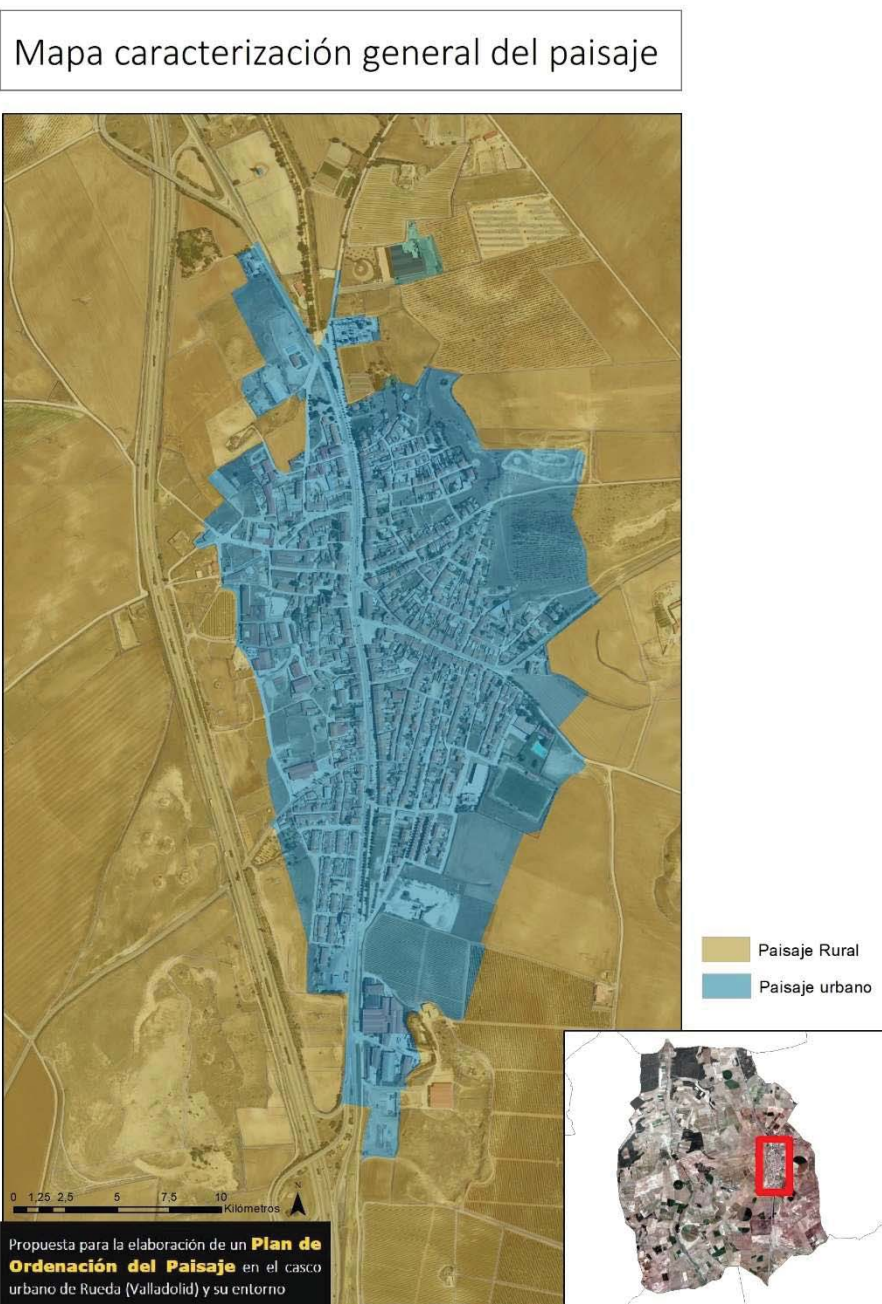 Mapa caracterización general del paisaje
Paisaje Rural
Paisaje urbano
0 1,25 2,5 5 7,5 10
Kilómetros
N
Propuesta para la elaboración de un Plan de
Ordenación del Paisaje en el casco
urbano de Rueda (Valladolid) y su entorno